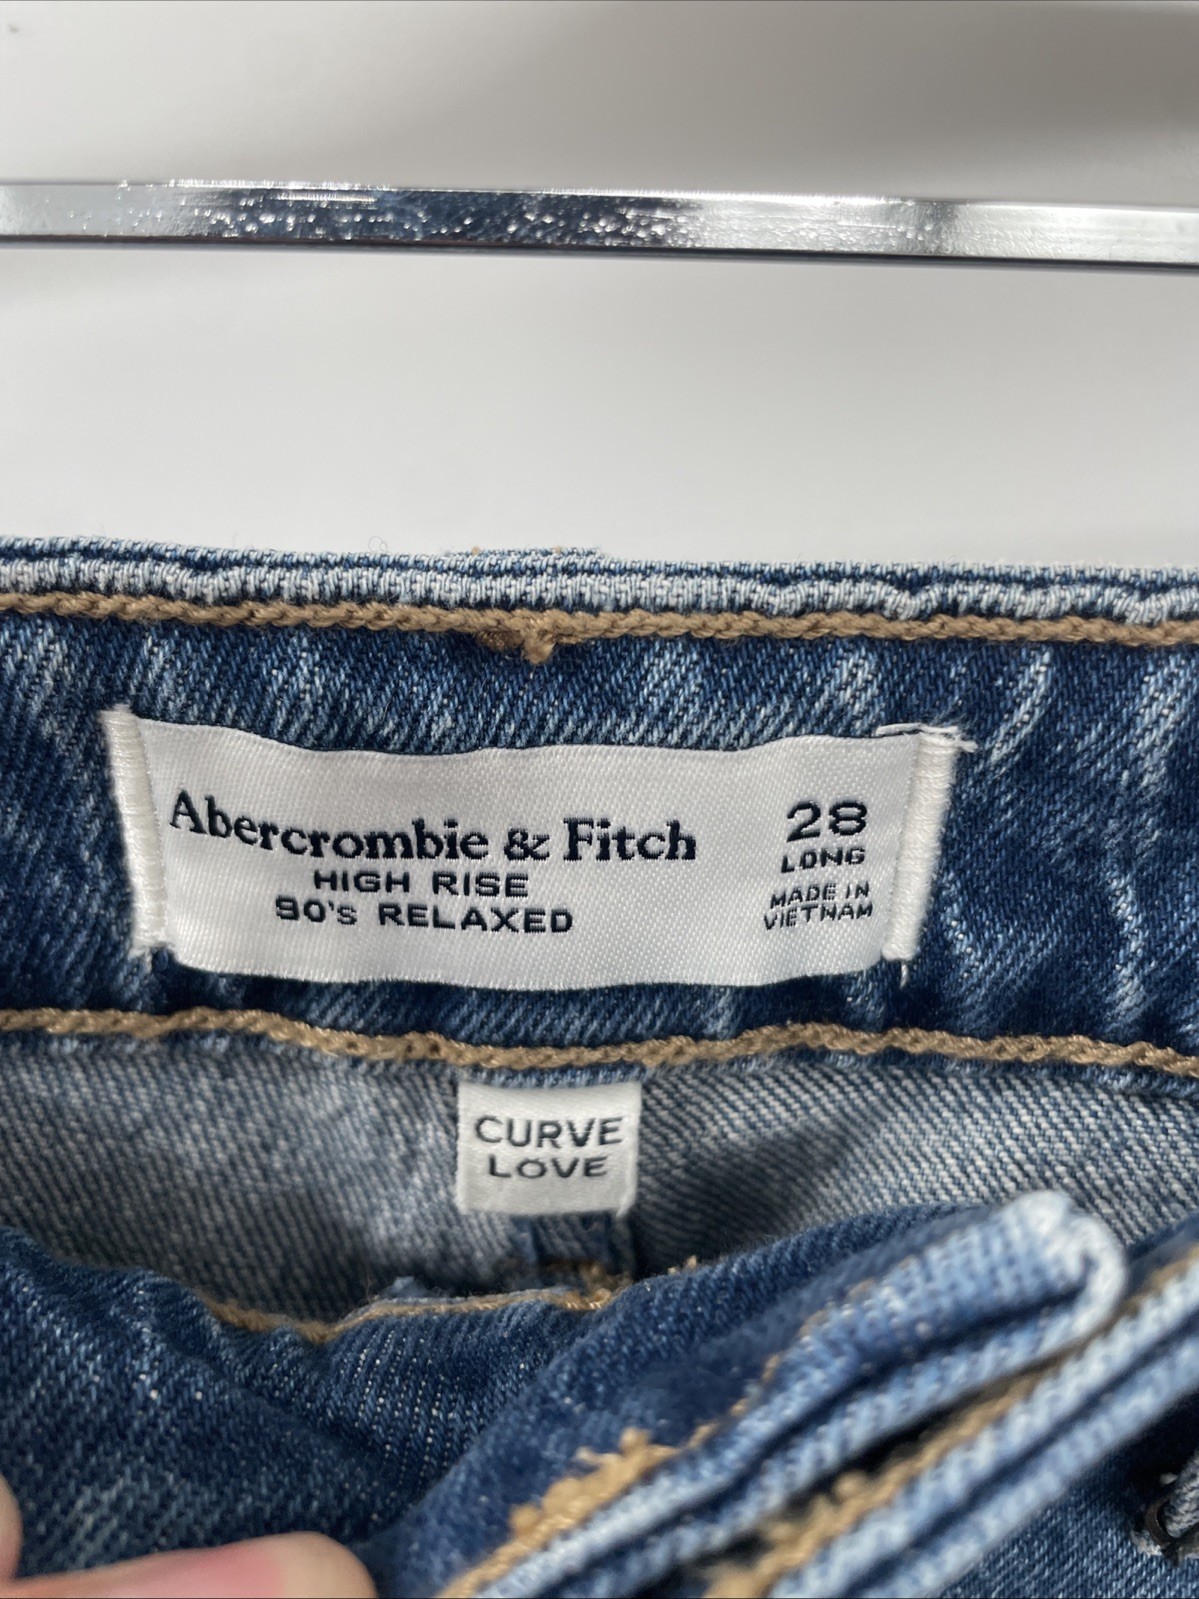 Abercrombie & Fitch
HIGH RISE
90's RELAXED
28
LONG
MADE IN
VIETNAM
CURVE
LOVE